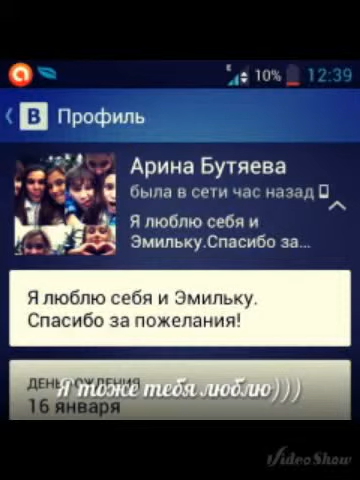 E
10%
12:39
В Профиль
Арина Бутяева
была в сети час назад
Я люблю себя и
Эмильку.Спасибо за...
Я люблю себя и Эмильку.
Спасибо за пожелания!
ДЕНЬ РОЖДЕНИЯ
Я тоже тебя люблю)))
16 января
VideoShow